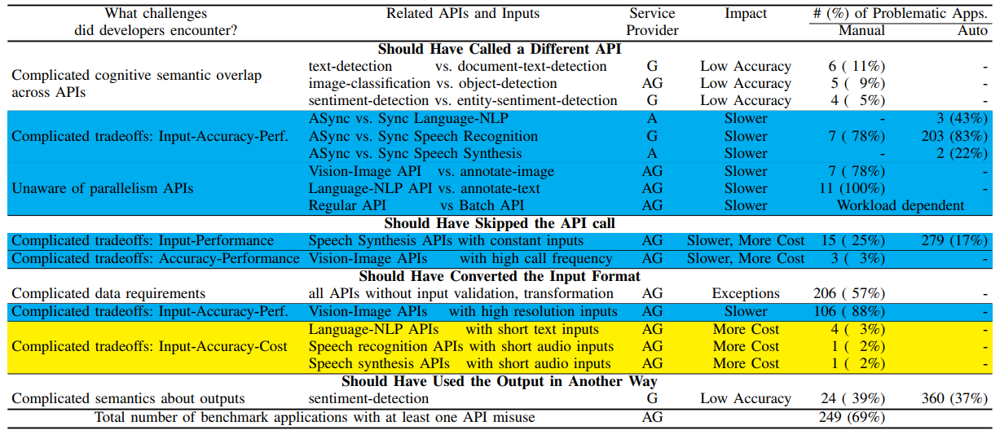 What challenges Related APIs and Inputs Service Impact # (%) of Problematic Apps.
did developers encounter? Provider Manual Auto
Should Have Called a Different API
Complicated cognitive semantic overlap across APIs
text-detection vs. document-text-detection G Low Accuracy 6 ( 11%) -
image-classification vs. object-detection AG Low Accuracy 5 ( 9%) -
sentiment-detection vs. entity-sentiment-detection G Low Accuracy 4 ( 5%) -
ASync vs. Sync Language-NLP A Slower - 3 (43%)
Complicated tradeoffs: Input-Accuracy-Perf. ASync vs. Sync Speech Recognition G Slower 7 ( 78%) 203 (83%)
ASync vs. Sync Speech Synthesis A Slower - 2 (22%)
Vision-Image API vs. annotate-image AG Slower 7 ( 78%) -
Unaware of parallelism APIs Language-NLP API vs. annotate-text AG Slower 11 (100%) -
Regular API vs Batch API AG Slower Workload dependent
Should Have Skipped the API call
Complicated tradeoffs: Input-Performance Speech Synthesis APIs with constant inputs AG Slower, More Cost 15 ( 25%) 279 (17%)
Complicated tradeoffs: Accuracy-Performance Vision-Image APIs with high call frequency AG Slower, More Cost 3 ( 3%) -
Should Have Converted the Input Format
Complicated data requirements all APIs without input validation, transformation AG Exceptions 206 ( 57%) -
Complicated tradeoffs: Input-Accuracy-Perf. Vision-Image APIs with high resolution inputs AG Slower 106 ( 88%) -
Language-NLP APIs with short text inputs AG More Cost 4 ( 3%) -
Complicated tradeoffs: Input-Accuracy-Cost Speech recognition APIs with short audio inputs AG More Cost 1 ( 2%) -
Speech synthesis APIs with short audio inputs AG More Cost 1 ( 2%) -
Should Have Used the Output in Another Way
Complicated semantics about outputs sentiment-detection G Low Accuracy 24 ( 39%) 360 (37%)
Total number of benchmark applications with at least one API misuse AG 249 (69%)